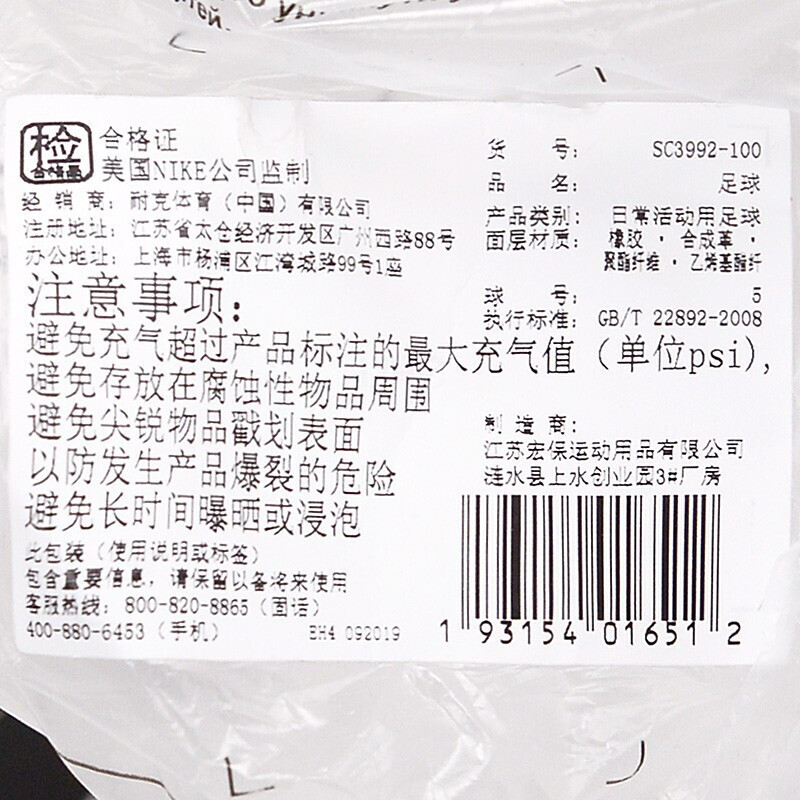 检
合格品
合格证
美国NIKE公司监制
经 销 商: 耐克体育（中国）有限公司
注册地址: 江苏省太仓经济开发区广州西路88号
办公地址: 上海市杨浦区江湾城路99号1座
注意事项:
避免充气超过产品标注的最大充气值（单位psi),
避免存放在腐蚀性物品周围
避免尖锐物品戳划表面
以防发生产品爆裂的危险
避免长时间曝晒或浸泡
此包装（使用说明或标签）
包含重要信息, 请保留以备将来使用
客服热线: 800-820-8865（固话）
400-880-6453（手机）
EH4 092019
货 号: SC3992-100
品 名: 足球
产品类别: 日常活动用足球
面层材质: 橡胶・合成革・
聚酯纤维・乙烯基酯纤
球 号: 5
执行标准: GB/T 22892-2008
制 造 商:
江苏宏保运动用品有限公司
涟水县上水创业园3#厂房
1 93154 01651 2